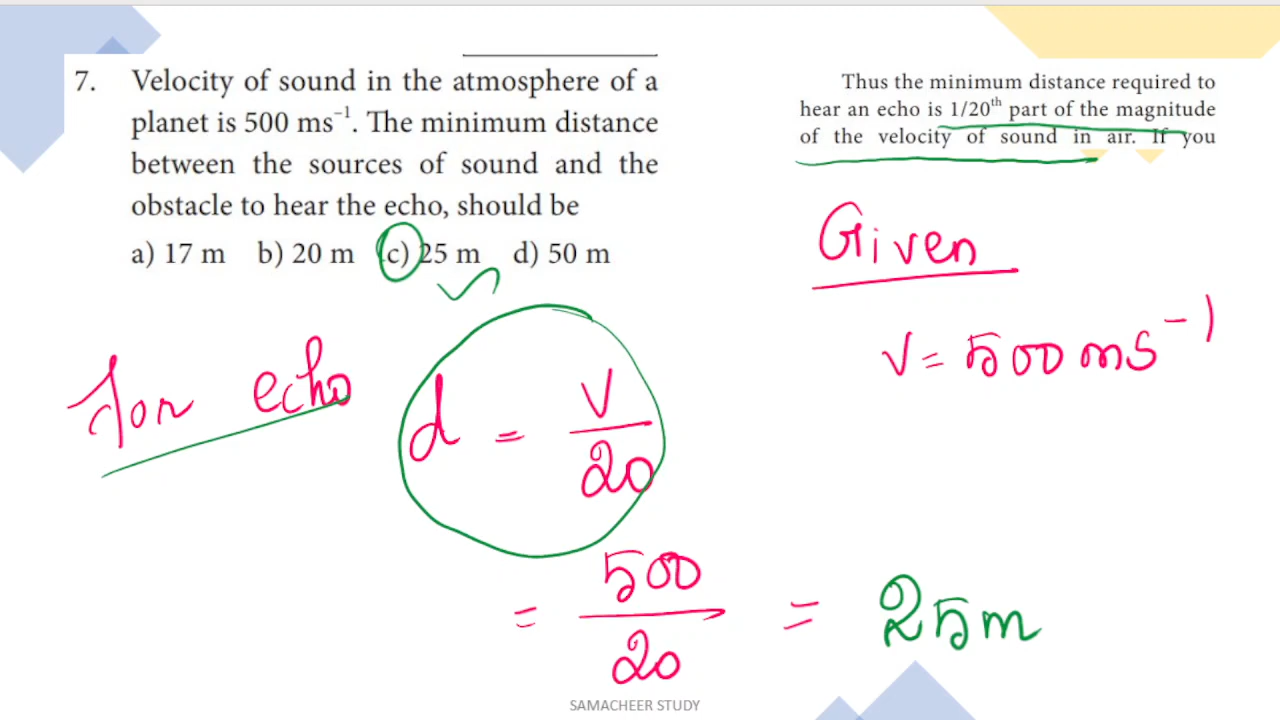 7. Velocity of sound in the atmosphere of a
planet is 500 ms⁻¹. The minimum distance
between the sources of sound and the
obstacle to hear the echo, should be
a) 17 m b) 20 m c) 25 m d) 50 m
Thus the minimum distance required to
hear an echo is 1/20th part of the magnitude
of the velocity of sound in air. If you
Given
V = 500 ms⁻¹
For echo
d = V/20
= 500/20 = 25m
SAMACHEER STUDY